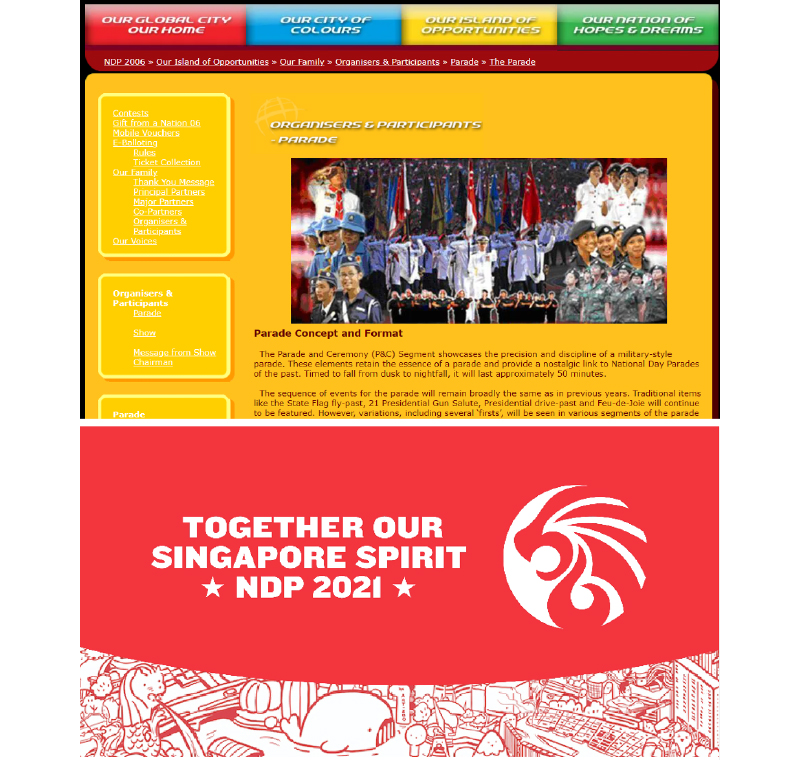 OUR GLOBAL CITY
OUR HOME
OUR CITY OF
COLOURS
OUR ISLAND OF
OPPORTUNITIES
OUR NATION OF
HOPES & DREAMS
NDP 2006 » Our Island of Opportunities » Our Family » Organisers & Participants » Parade » The Parade
Contests
Gift from a Nation 06
Mobile Vouchers
E-Balloting
Rules
Ticket Collection
Our Family
Thank You Message
Principal Partners
Major Partners
Co-Partners
Organisers &
Participants
Our Voices
Organisers &
Participants
Parade
Show
Message from Show
Chairman
Parade
ORGANISERS & PARTICIPANTS
- PARADE
Parade Concept and Format
The Parade and Ceremony (P&C) Segment showcases the precision and discipline of a military-style
parade. These elements retain the essence of a parade and provide a nostalgic link to National Day Parades
of the past. Timed to fall from dusk to nightfall, it will last approximately 50 minutes.
The sequence of events for the parade will remain broadly the same as in previous years. Traditional items
like the State Flag fly-past, 21 Presidential Gun Salute, Presidential drive-past and Feu-de-Joie will continue
to be featured. However, variations, including several 'firsts', will be seen in various segments of the parade
TOGETHER OUR
SINGAPORE SPIRIT
★ NDP 2021 ★